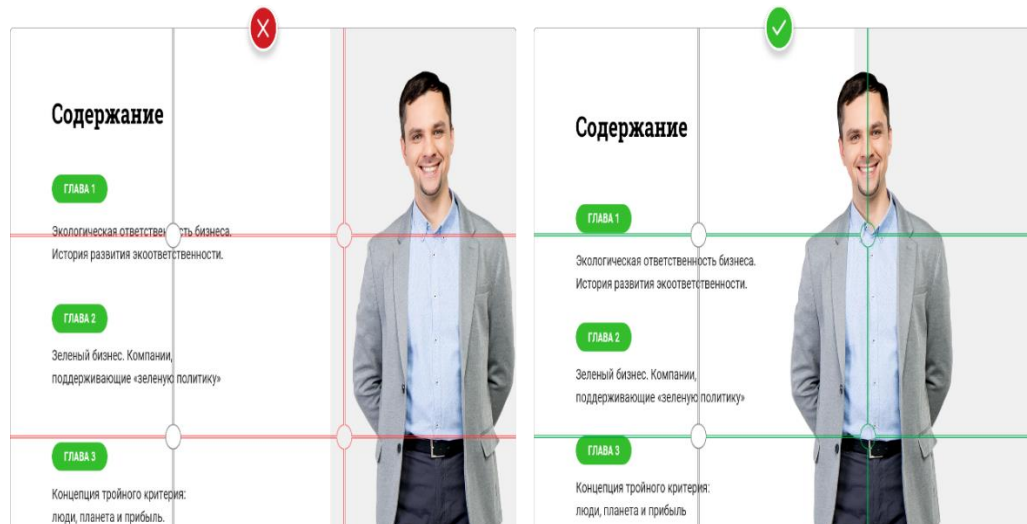 Содержание
ГЛАВА 1
Экологическая ответственность бизнеса.
История развития экоответственности.
ГЛАВА 2
Зеленый бизнес. Компании,
поддерживающие «зеленую политику»
ГЛАВА 3
Концепция тройного критерия:
люди, планета и прибыль.
Содержание
ГЛАВА 1
Экологическая ответственность бизнеса.
История развития экоответственности.
ГЛАВА 2
Зеленый бизнес. Компании,
поддерживающие «зеленую политику»
ГЛАВА 3
Концепция тройного критерия:
люди, планета и прибыль